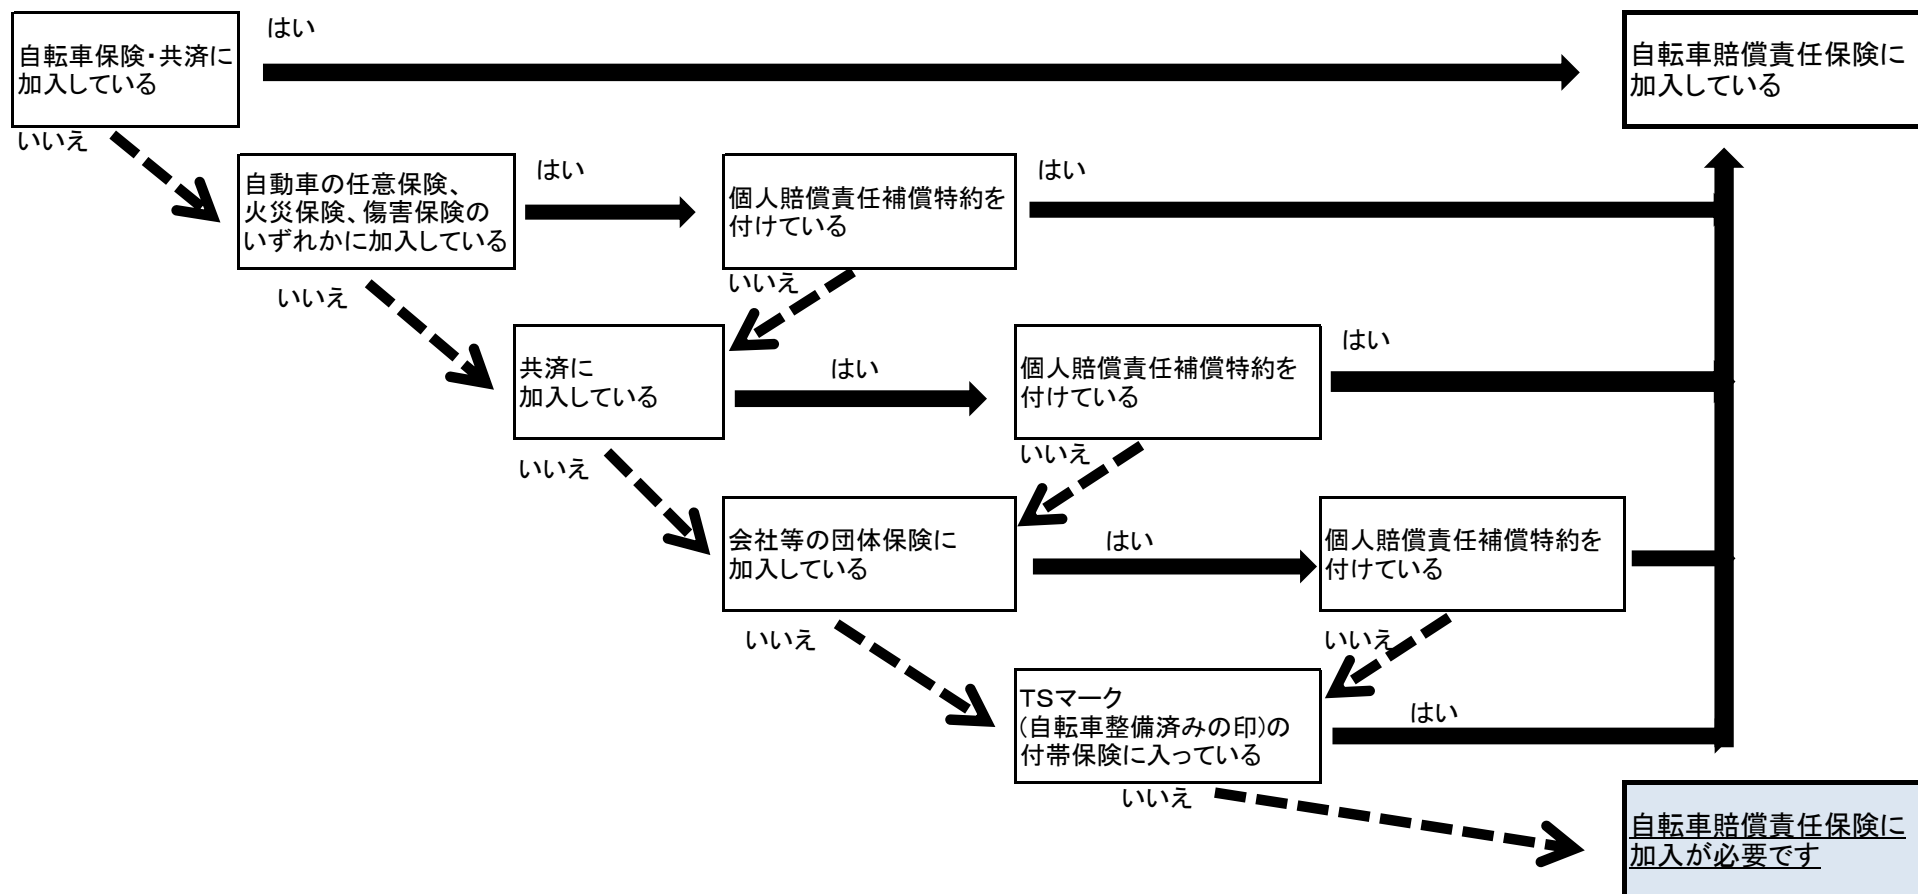 はい
自転車保険・共済に
加入している
自転車賠償責任保険に
加入している
いいえ
自動車の任意保険、
火災保険、傷害保険の
いずれかに加入している
はい
個人賠償責任補償特約を
付けている
はい
いいえ
いいえ
共済に
加入している
はい
個人賠償責任補償特約を
付けている
はい
いいえ
いいえ
会社等の団体保険に
加入している
はい
個人賠償責任補償特約を
付けている
いいえ
いいえ
TSマーク
(自転車整備済みの印)の
付帯保険に入っている
はい
いいえ
自転車賠償責任保険に
加入が必要です